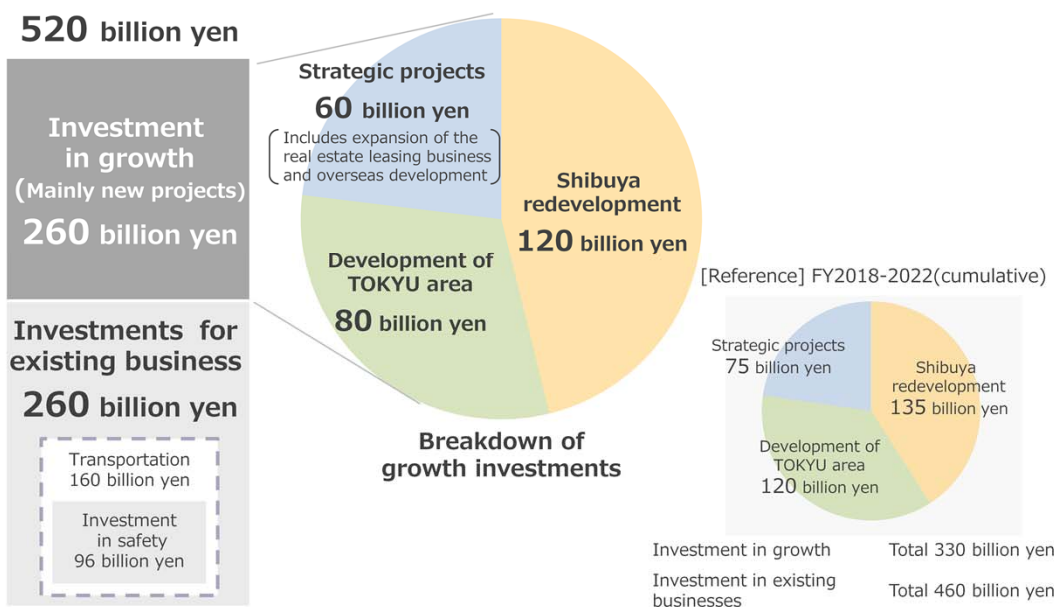 520 billion yen
Investment
in growth
(Mainly new projects)
260 billion yen
Investments for
existing business
260 billion yen
Transportation
160 billion yen
Investment
in safety
96 billion yen
Strategic projects
60 billion yen
Includes expansion of the
real estate leasing business
and overseas development
Shibuya
redevelopment
120 billion yen
Development of
TOKYU area
80 billion yen
Breakdown of
growth investments
[Reference] FY2018-2022(cumulative)
Strategic projects
75 billion yen
Shibuya
redevelopment
135 billion yen
Development of
TOKYU area
120 billion yen
Investment in growth Total 330 billion yen
Investment in existing
businesses Total 460 billion yen